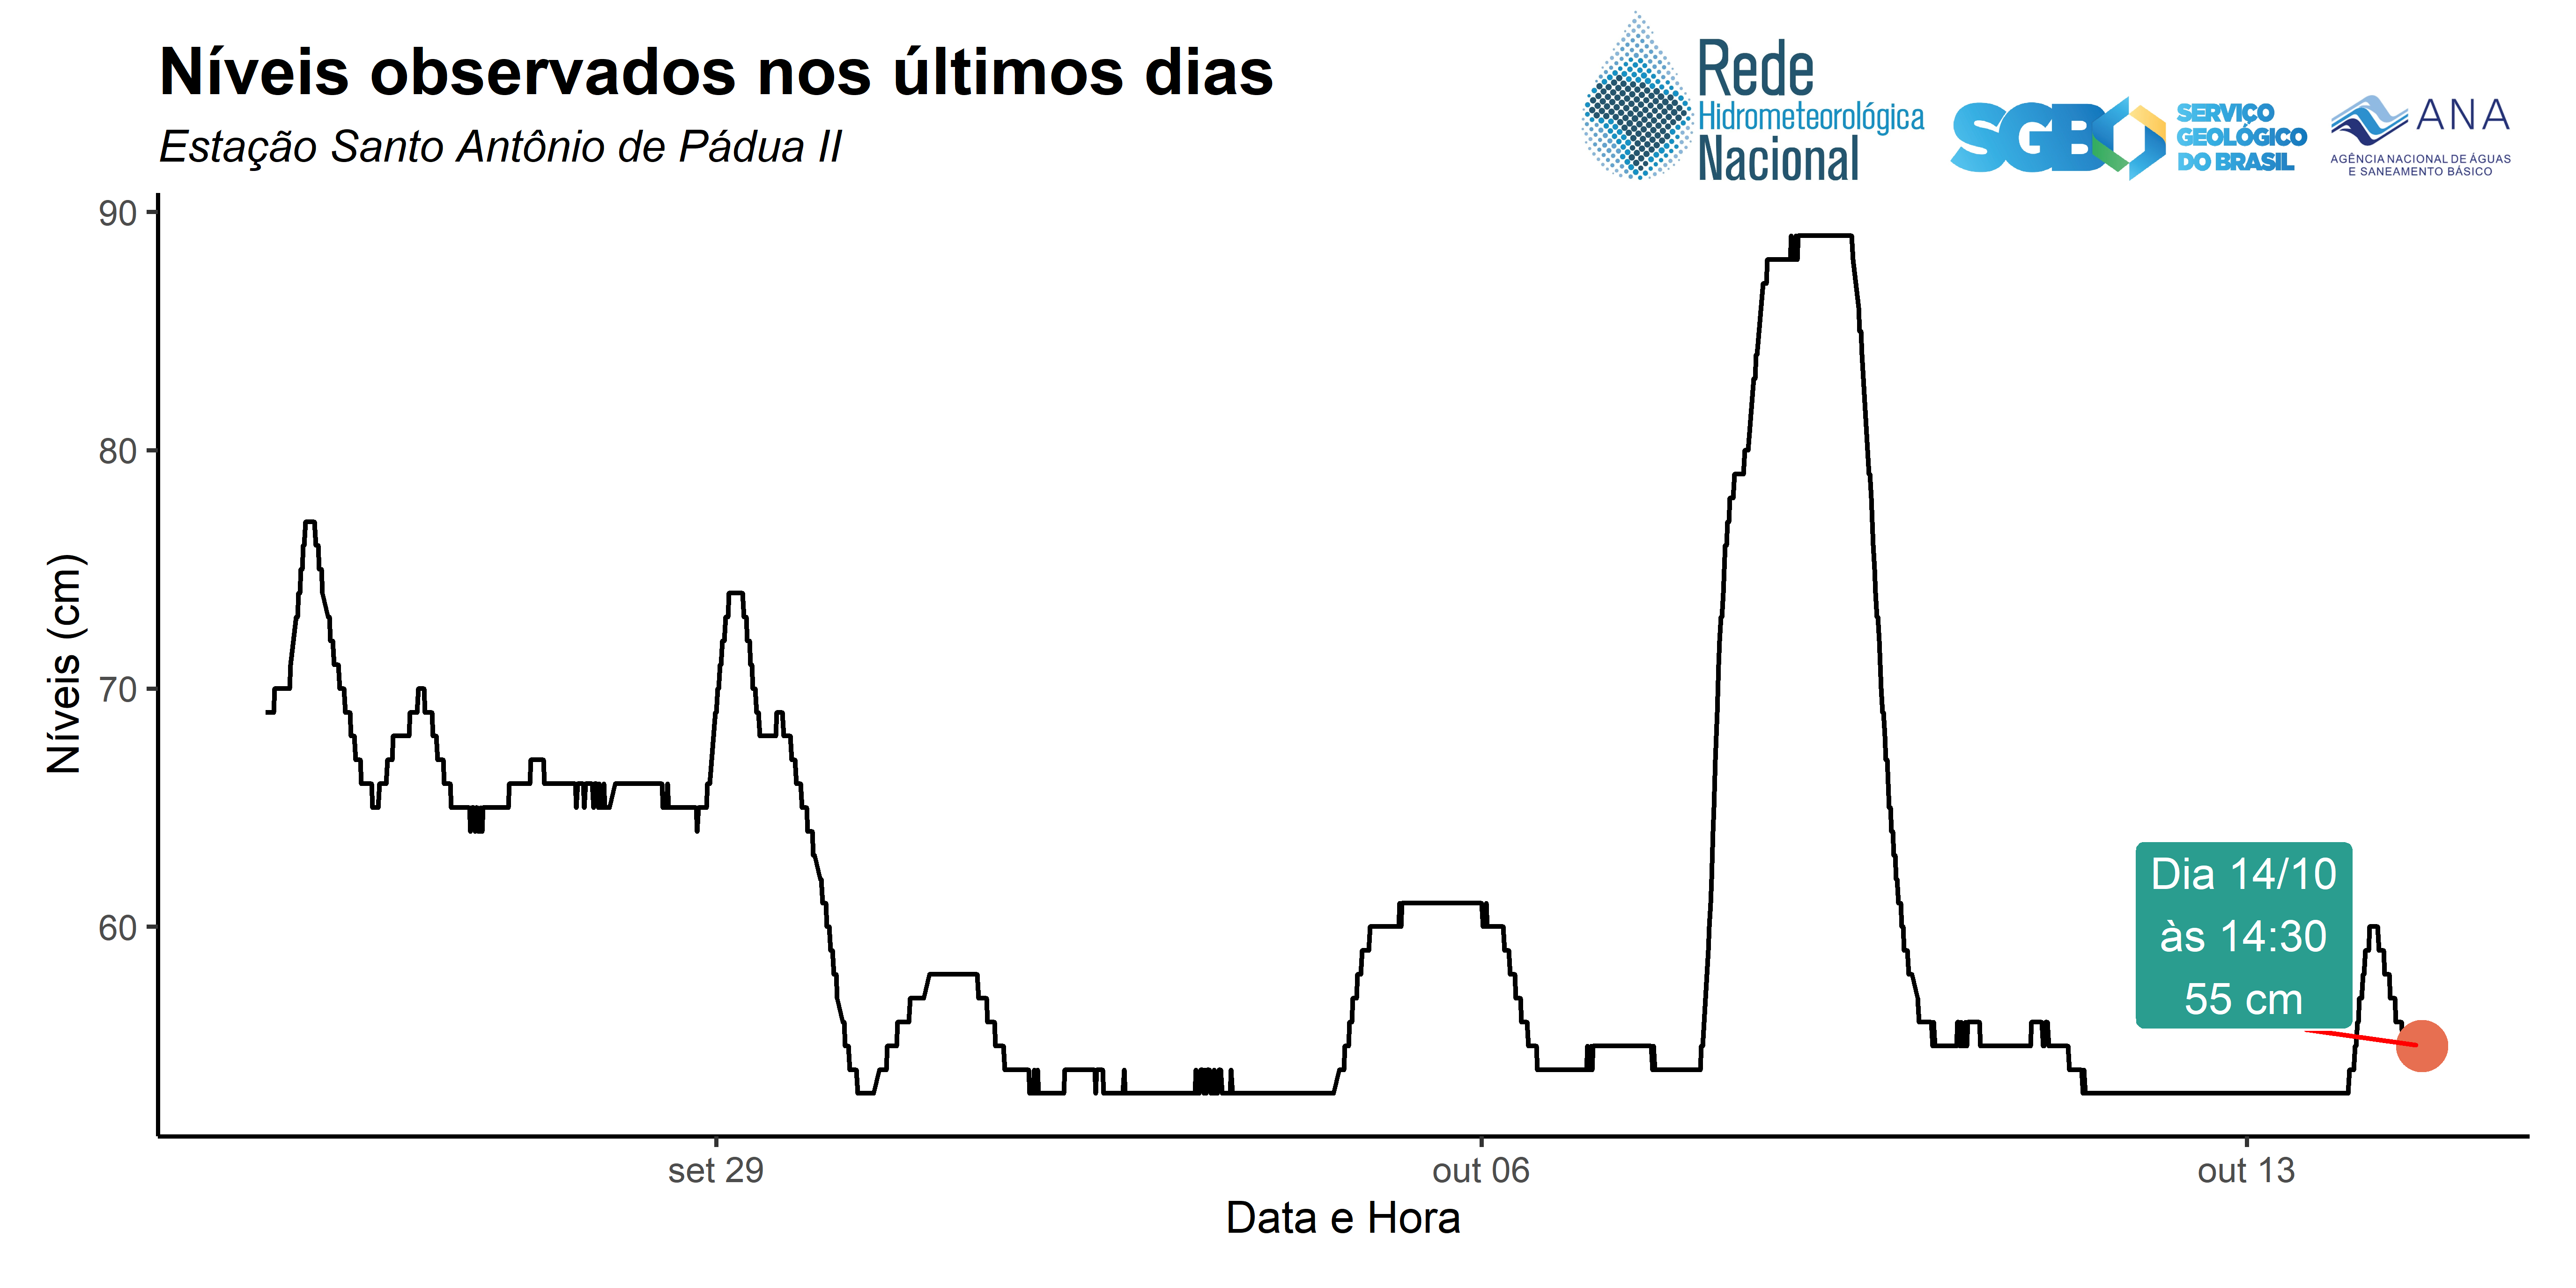 Níveis observados nos últimos dias
Estação Santo Antônio de Pádua II
Rede
Hidrometeorológica
Nacional
SGB
SERVIÇO
GEOLÓGICO
DO BRASIL
ANA
AGÊNCIA NACIONAL DE ÁGUAS
E SANEAMENTO BÁSICO
Níveis (cm)
90
80
70
60
Dia 14/10
às 14:30
55 cm
set 29
out 06
out 13
Data e Hora